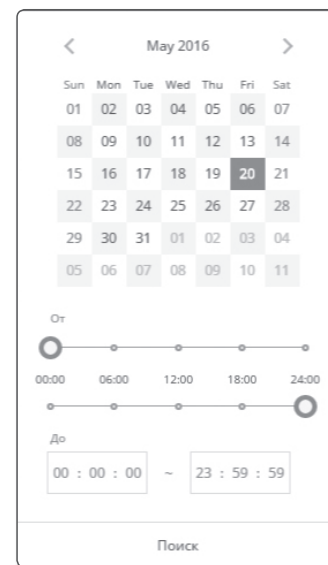 May 2016
Sun Mon Tue Wed Thu Fri Sat
01 02 03 04 05 06 07
08 09 10 11 12 13 14
15 16 17 18 19 20 21
22 23 24 25 26 27 28
29 30 31 01 02 03 04
05 06 07 08 09 10 11
От
00:00 06:00 12:00 18:00 24:00
До
00 : 00 : 00 ~ 23 : 59 : 59
Поиск